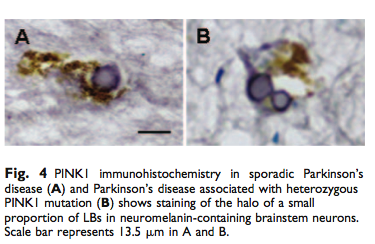 A B
Fig. 4 PINK1 immunohistochemistry in sporadic Parkinson's
disease (A) and Parkinson's disease associated with heterozygous
PINK1 mutation (B) shows staining of the halo of a small
proportion of LBs in neuromelanin-containing brainstem neurons.
Scale bar represents 13.5 μm in A and B.